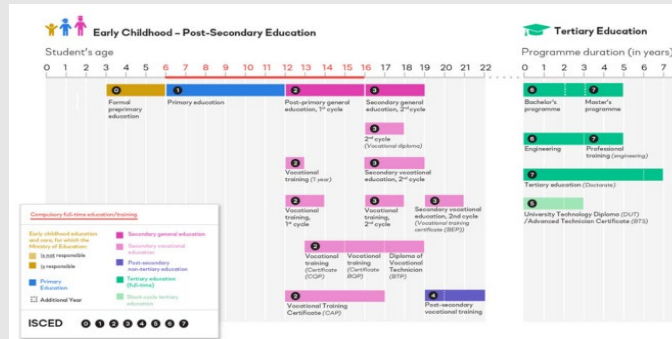 Early Childhood – Post-Secondary Education
Student's age
0 1 2 3 4 5 6 7 8 9 10 11 12 13 14 15 16 17 18 19 20 21 22
0
Formal
preprimary
education
1
Primary education
2
Post-primary general
education, 1st cycle
3
Secondary general
education, 2nd cycle
3
2nd cycle
(Vocational diploma)
2
Vocational
training (1 year)
3
Secondary vocational
education, 2nd cycle
2
Vocational
training,
1st cycle
3
Vocational
training,
2nd cycle
3
Secondary vocational
education, 2nd cycle
(Vocational training
certificate (BEP))
2
Vocational
training
(Certificate
CQP)
Vocational
training
(Certificate
BQP)
Diploma of
Vocational
Technician
(BTP)
2
Vocational Training
Certificate (CAP)
4
Post-secondary
vocational training
Tertiary Education
Programme duration (in years)
0 1 2 3 4 5 6 7
6
Bachelor's
programme
7
Master's
programme
6
Engineering
7
Professional
training (engineering)
7
Tertiary education (Doctorate)
5
University Technology Diploma (DUT)
/Advanced Technician Certificate (BTS)
Compulsory full-time education/training
Early childhood education
and care, for which the
Ministry of Education:
is not responsible
is responsible
Primary
Education
Additional Year
Secondary general education
Secondary vocational
education
Post-secondary
non-tertiary education
Tertiary education
(full-time)
Short-cycle tertiary
education
ISCED 0 1 2 3 4 5 6 7